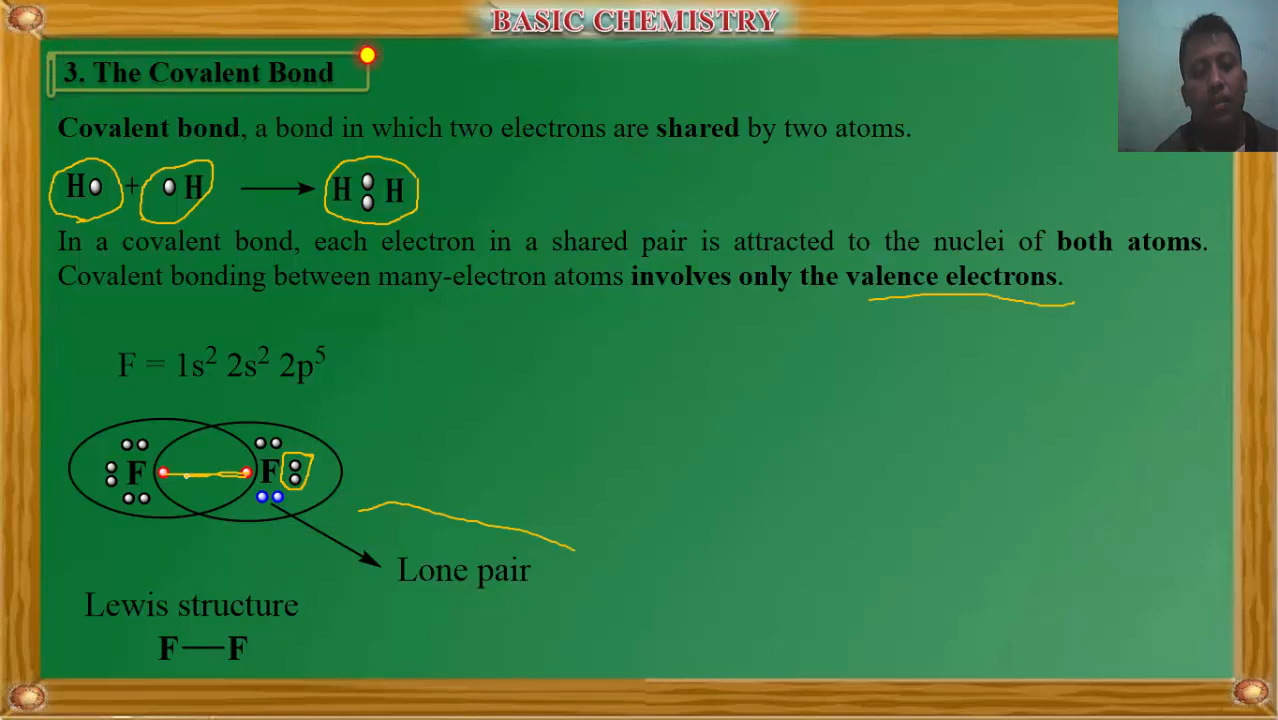 BASIC CHEMISTRY
3. The Covalent Bond
Covalent bond, a bond in which two electrons are shared by two atoms.
H + H H H
In a covalent bond, each electron in a shared pair is attracted to the nuclei of both atoms.
Covalent bonding between many-electron atoms involves only the valence electrons.
F = 1s² 2s² 2p⁵
F F
Lone pair
Lewis structure
F—F